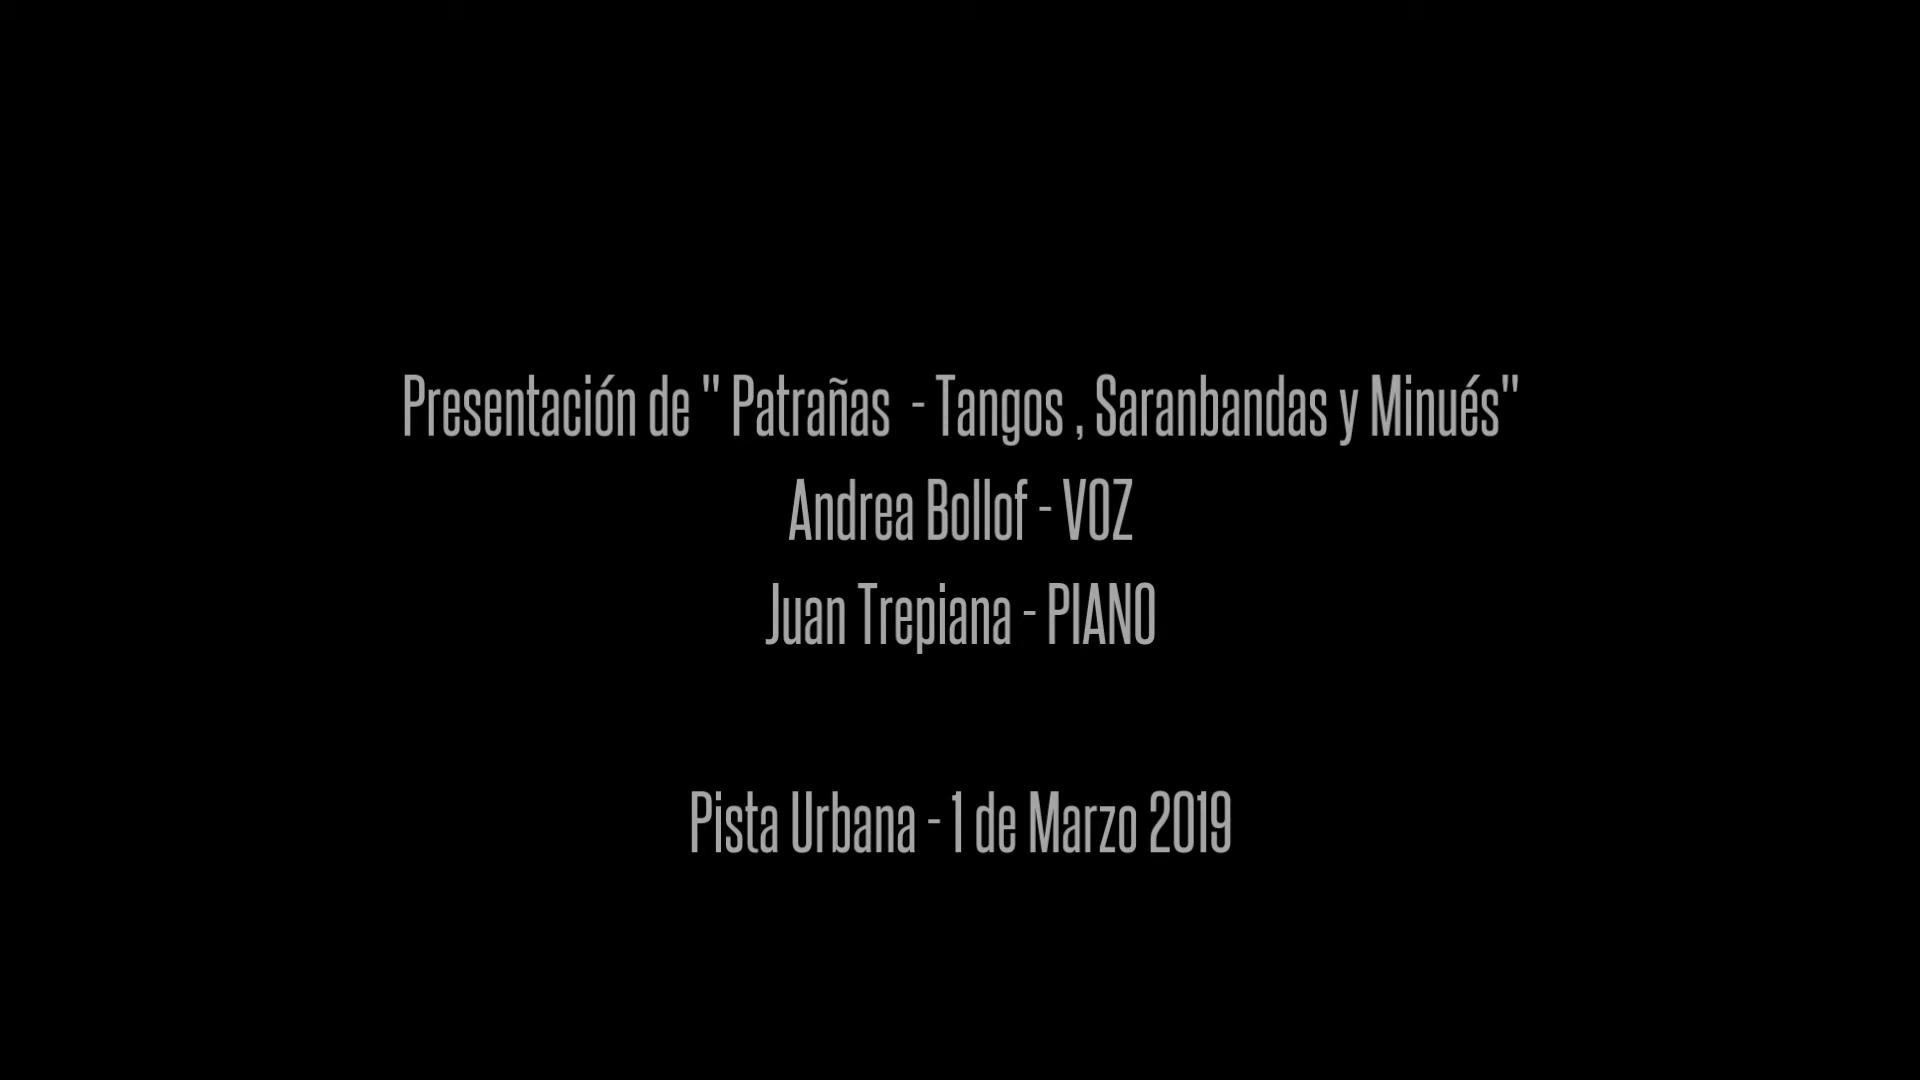 Presentación de " Patrañas - Tangos , Saranbandas y Minués"
Andrea Bollof - VOZ
Juan Trepiana - PIANO
Pista Urbana - 1 de Marzo 2019